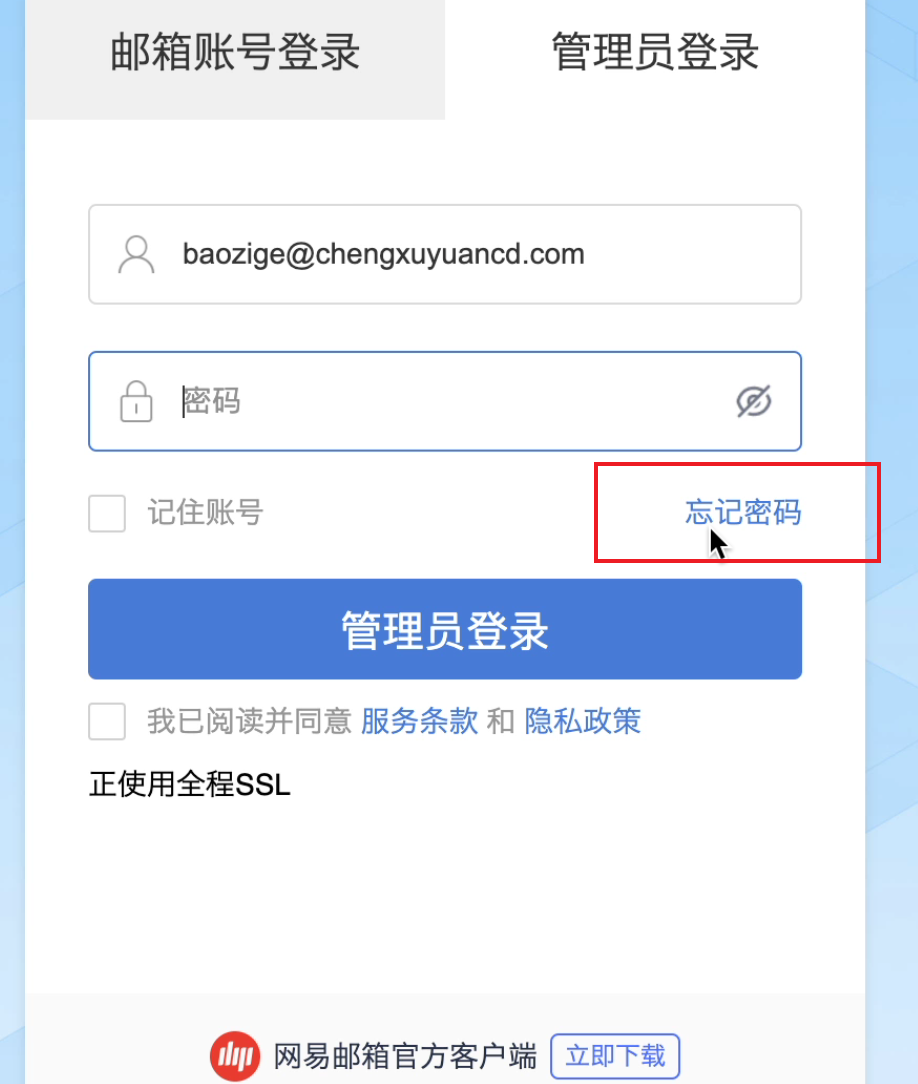 邮箱账号登录 管理员登录
baozige@chengxuyuancd.com
密码
记住账号 忘记密码
管理员登录
我已阅读并同意 服务条款 和 隐私政策
正使用全程SSL
网易邮箱官方客户端 立即下载